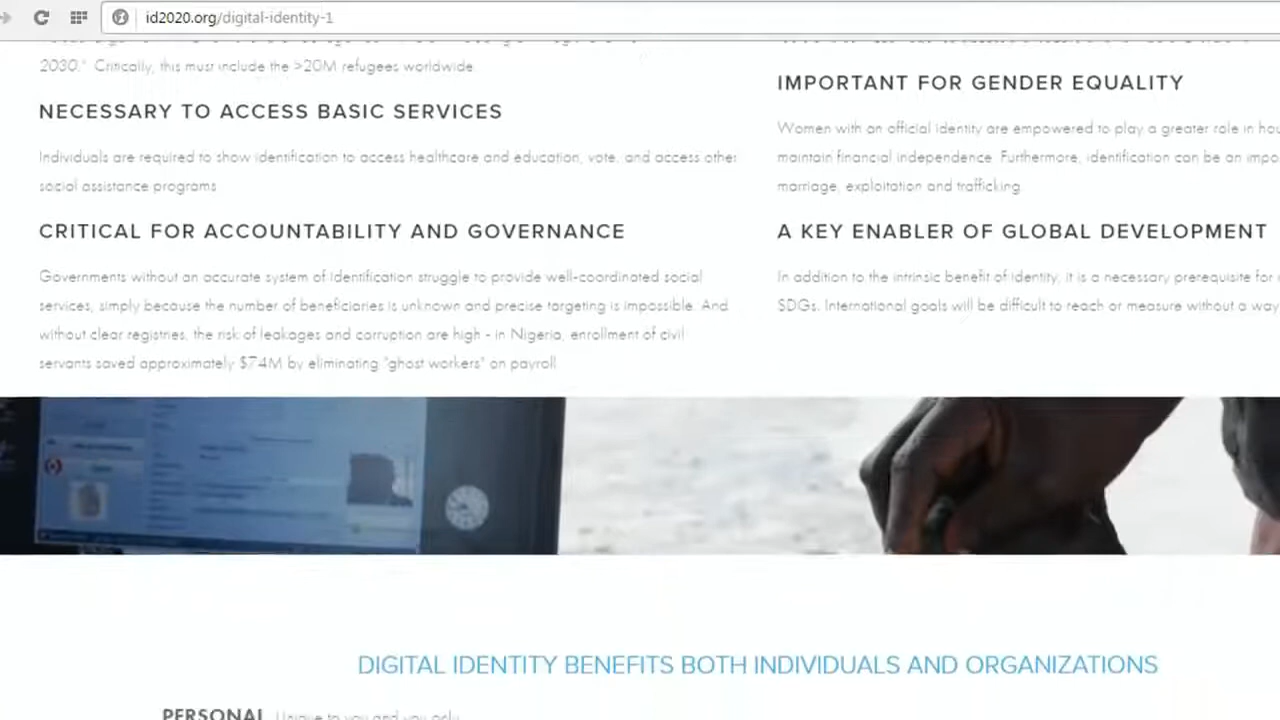 id2020.org/digital-identity-1
2030." Critically, this must include the >20M refugees worldwide.
NECESSARY TO ACCESS BASIC SERVICES
Individuals are required to show identification to access healthcare and education, vote, and access other
social assistance programs
CRITICAL FOR ACCOUNTABILITY AND GOVERNANCE
Governments without an accurate system of identification struggle to provide well-coordinated social
services, simply because the number of beneficiaries is unknown and precise targeting is impossible. And
without clear registries, the risk of leakages and corruption are high - in Nigeria, enrollment of civil
servants saved approximately $74M by eliminating "ghost workers" on payroll
IMPORTANT FOR GENDER EQUALITY
Women with an official identity are empowered to play a greater role in hou
maintain financial independence. Furthermore, identification can be an impo
marriage, exploitation and trafficking
A KEY ENABLER OF GLOBAL DEVELOPMENT
In addition to the intrinsic benefit of identity, it is a necessary prerequisite for
SDGs. International goals will be difficult to reach or measure without a way
DIGITAL IDENTITY BENEFITS BOTH INDIVIDUALS AND ORGANIZATIONS
PERSONAL Unique to you and you only